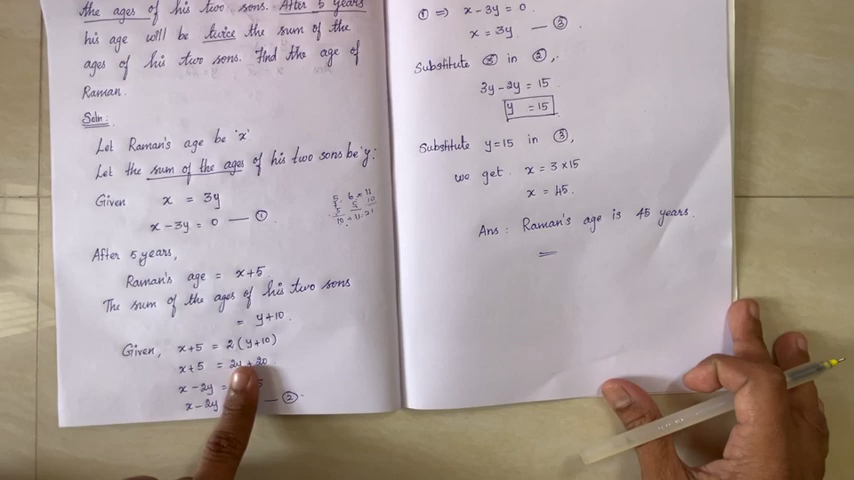 the ages of his two sons. After 5 years
his age will be twice the sum of the
ages of his two sons. Find the age of
Raman.
Soln:
Let Raman's age be 'x'
Let the sum of the ages of his two sons be 'y'.
Given x = 3y
x - 3y = 0 — ①
After 5 years,
Raman's age = x+5
The sum of the ages of his two sons
= y+10.
Given, x+5 = 2(y+10)
x+5 = 2y+20
x - 2y =
x - 2y — ②.
① ⇒ x - 3y = 0
x = 3y — ③
Substitute ③ in ②,
3y - 2y = 15
y = 15
Substitute y=15 in ③,
we get x = 3 × 15
x = 45.
Ans: Raman's age is 45 years.